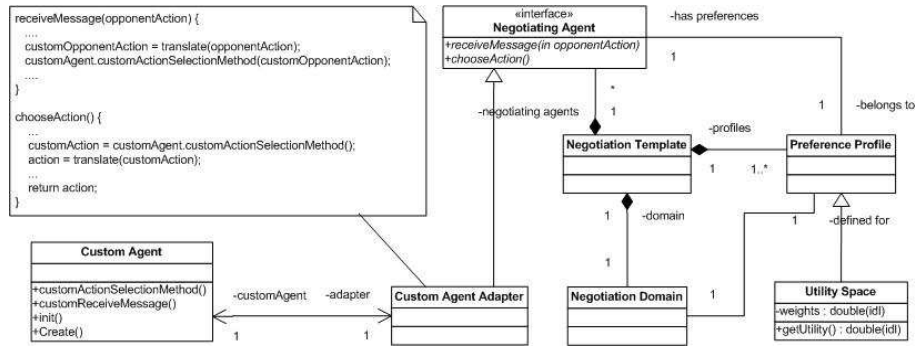 receiveMessage(opponentAction) {
....
customOpponentAction = translate(opponentAction);
customAgent.customActionSelectionMethod(customOpponentAction);
....
}
chooseAction() {
...
customAction = customAgent.customActionSelectionMethod();
action = translate(customAction);
...
return action;
}
«interface»
Negotiating Agent
+receiveMessage(in opponentAction)
+chooseAction()
-has preferences
1
*
-negotiating agents
1
1
-belongs to
Negotiation Template
-profiles
1
1..*
Preference Profile
1
-domain
1
1
-defined for
Custom Agent
+customActionSelectionMethod()
+customReceiveMessage()
+init()
+Create()
-customAgent
-adapter
1
1
Custom Agent Adapter
Negotiation Domain
1
Utility Space
-weights : double(idl)
+getUtility() : double(idl)